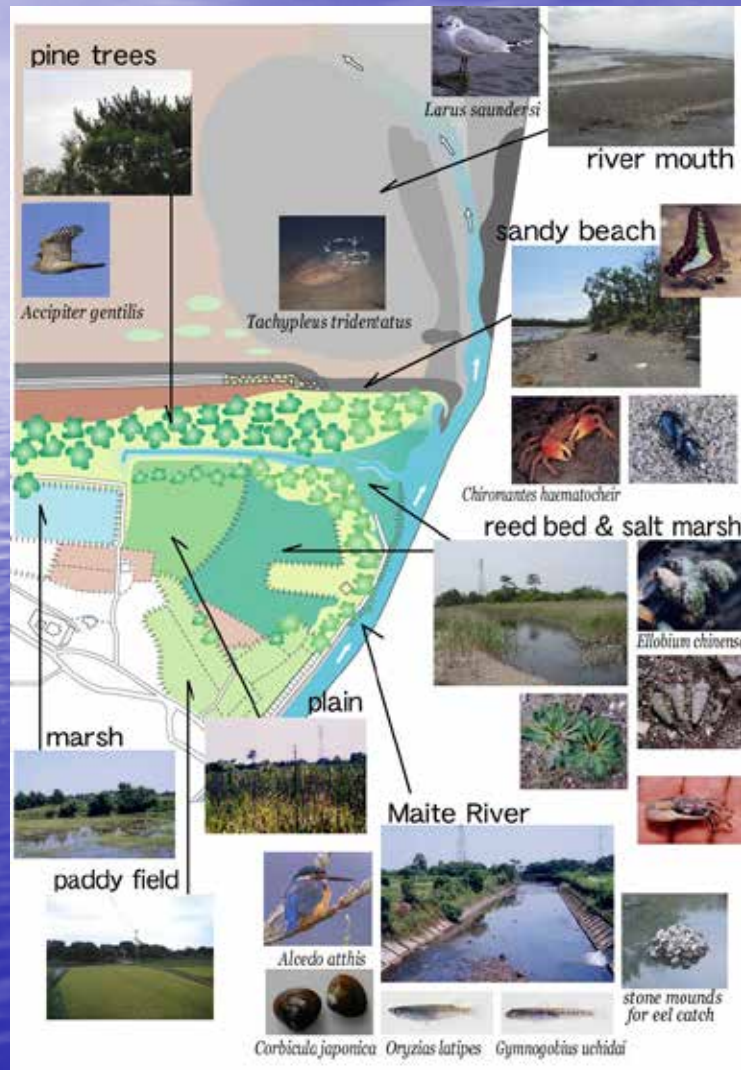 pine trees
Larus saundersi
river mouth
sandy beach
Accipiter gentilis
Tachypleus tridentatus
Chiromantes haematocheir
reed bed & salt marsh
Ellobium chinense
plain
marsh
Maite River
paddy field
Alcedo atthis
stone mounds
for eel catch
Corbicula japonica
Oryzias latipes
Gymnogobius uchidai